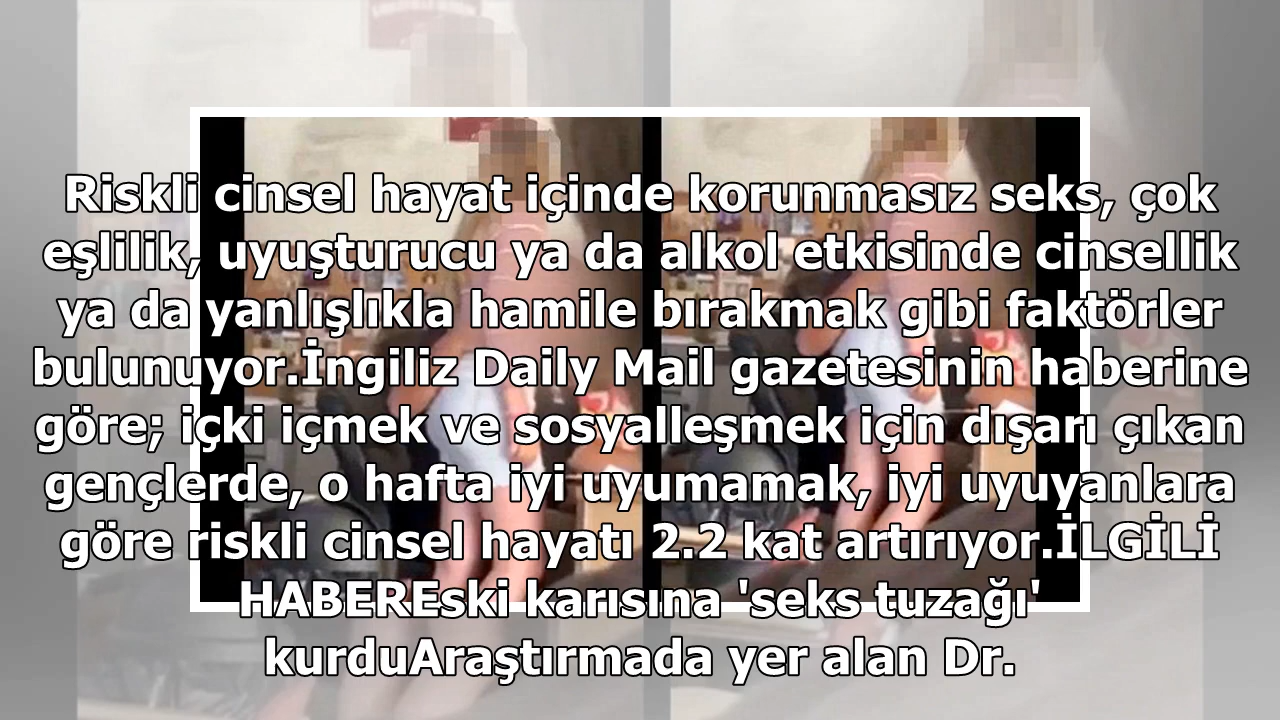 Riskli cinsel hayat içinde korunmasız seks, çok
eşlilik, uyuşturucu ya da alkol etkisinde cinsellik
ya da yanlışlıkla hamile bırakmak gibi faktörler
bulunuyor.İngiliz Daily Mail gazetesinin haberine
göre; içki içmek ve sosyalleşmek için dışarı çıkan
gençlerde, o hafta iyi uyumamak, iyi uyuyanlara
göre riskli cinsel hayatı 2.2 kat artırıyor.İLGİLİ
HABEREski karısına 'seks tuzağı'
kurduAraştırmada yer alan Dr.